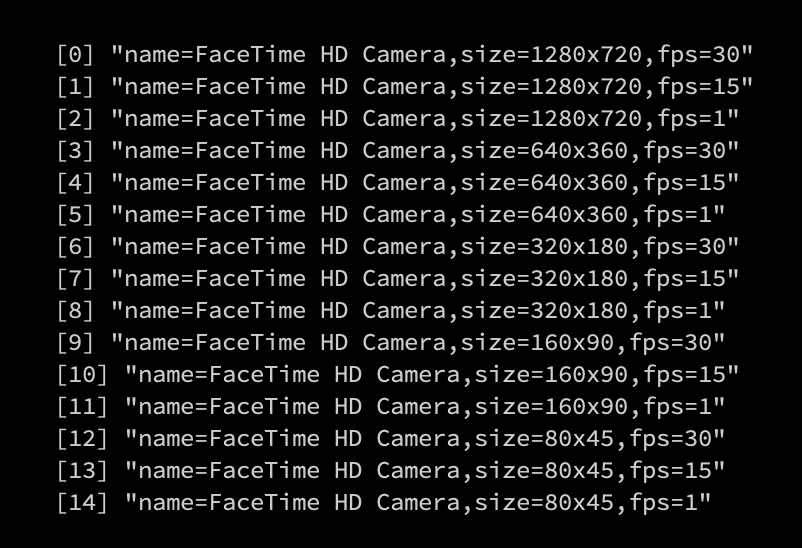 [0] "name=FaceTime HD Camera,size=1280x720,fps=30"
[1] "name=FaceTime HD Camera,size=1280x720,fps=15"
[2] "name=FaceTime HD Camera,size=1280x720,fps=1"
[3] "name=FaceTime HD Camera,size=640x360,fps=30"
[4] "name=FaceTime HD Camera,size=640x360,fps=15"
[5] "name=FaceTime HD Camera,size=640x360,fps=1"
[6] "name=FaceTime HD Camera,size=320x180,fps=30"
[7] "name=FaceTime HD Camera,size=320x180,fps=15"
[8] "name=FaceTime HD Camera,size=320x180,fps=1"
[9] "name=FaceTime HD Camera,size=160x90,fps=30"
[10] "name=FaceTime HD Camera,size=160x90,fps=15"
[11] "name=FaceTime HD Camera,size=160x90,fps=1"
[12] "name=FaceTime HD Camera,size=80x45,fps=30"
[13] "name=FaceTime HD Camera,size=80x45,fps=15"
[14] "name=FaceTime HD Camera,size=80x45,fps=1"